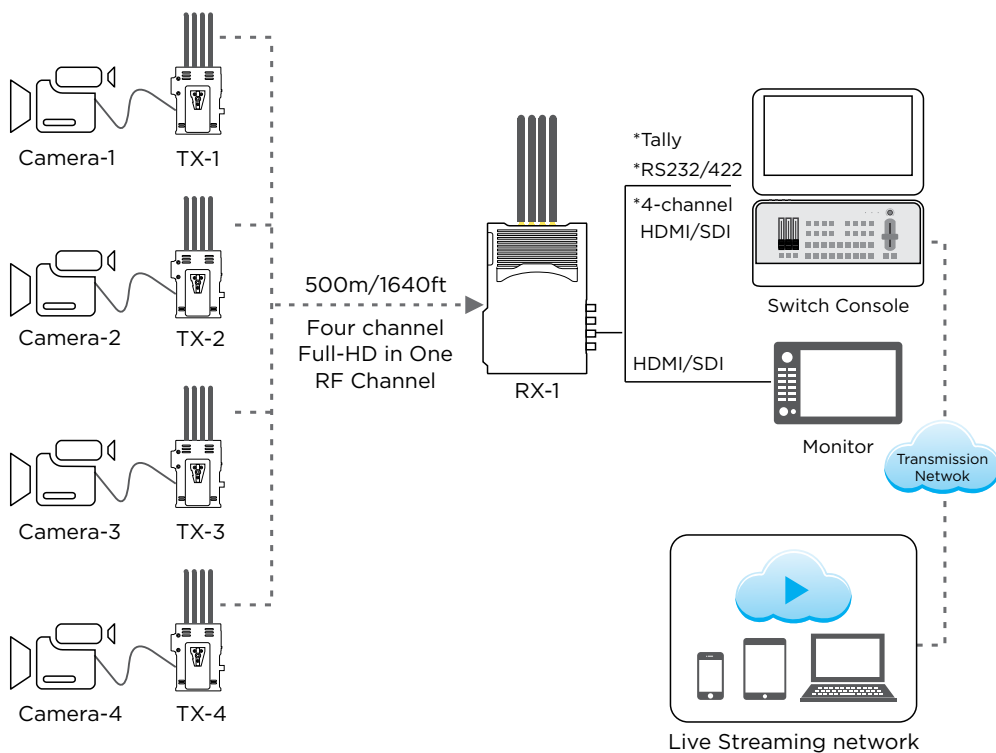 Camera-1
TX-1
Camera-2
TX-2
Camera-3
TX-3
Camera-4
TX-4
500m/1640ft
Four channel
Full-HD in One
RF Channel
RX-1
*Tally
*RS232/422
*4-channel
HDMI/SDI
Switch Console
HDMI/SDI
Monitor
Transmission
Netwok
Live Streaming network